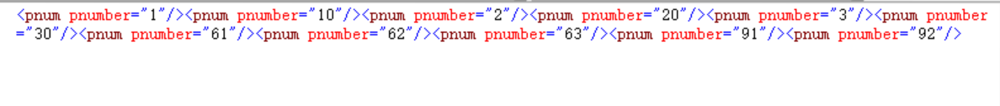 <pnum pnumber="1"/><pnum pnumber="10"/><pnum pnumber="2"/><pnum pnumber="20"/><pnum pnumber="3"/><pnum pnumber
="30"/><pnum pnumber="61"/><pnum pnumber="62"/><pnum pnumber="63"/><pnum pnumber="91"/><pnum pnumber="92"/>